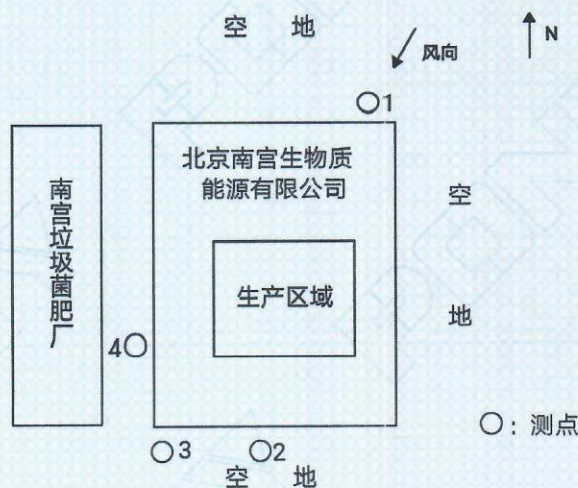 空 地
风向
N
1
北京南宫生物质
能源有限公司
南宫垃圾菌肥厂
空
地
生产区域
4
○：测点
3
2
空 地